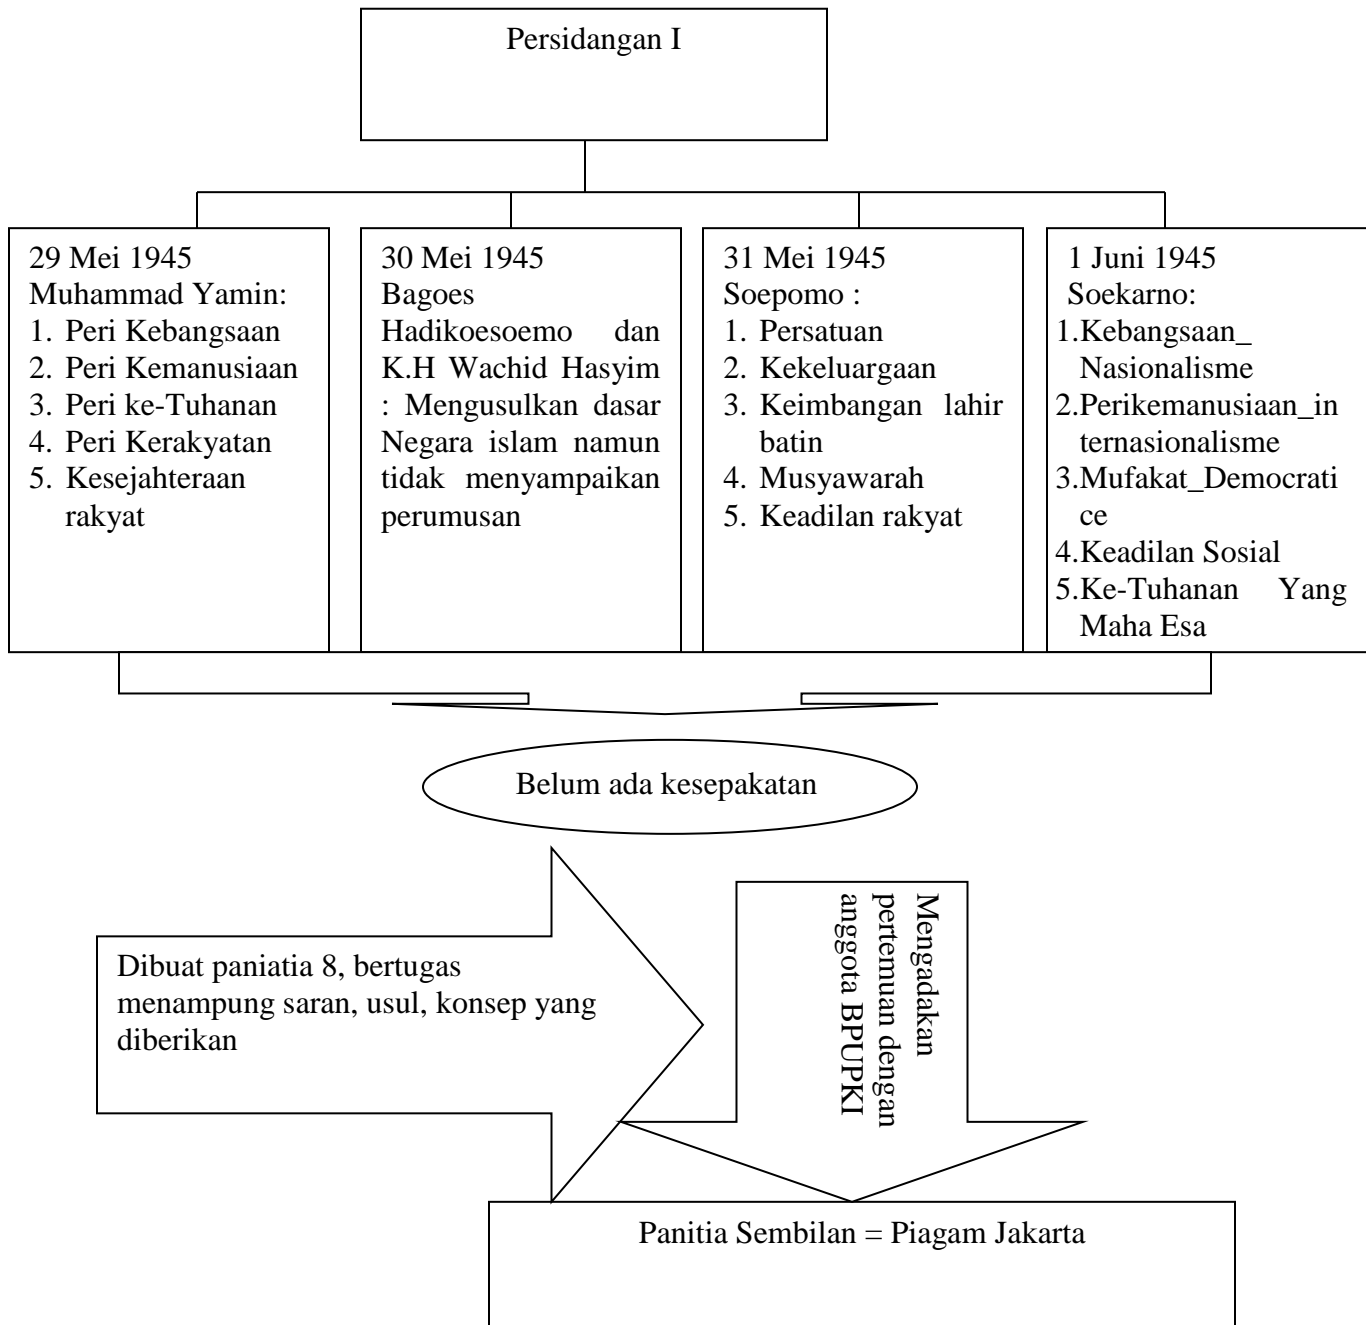 Persidangan I
29 Mei 1945
Muhammad Yamin:
1. Peri Kebangsaan
2. Peri Kemanusiaan
3. Peri ke-Tuhanan
4. Peri Kerakyatan
5. Kesejahteraan
rakyat
30 Mei 1945
Bagoes
Hadikoesoemo dan
K.H Wachid Hasyim
: Mengusulkan dasar
Negara islam namun
tidak menyampaikan
perumusan
31 Mei 1945
Soepomo :
1. Persatuan
2. Kekeluargaan
3. Keimbangan lahir
batin
4. Musyawarah
5. Keadilan rakyat
1 Juni 1945
Soekarno:
1.Kebangsaan_
Nasionalisme
2.Perikemanusiaan_in
ternasionalisme
3.Mufakat_Democrati
ce
4.Keadilan Sosial
5.Ke-Tuhanan Yang
Maha Esa
Belum ada kesepakatan
Dibuat paniatia 8, bertugas
menampung saran, usul, konsep yang
diberikan
Mengadakan
pertemuan dengan
anggota BPUPKI
Panitia Sembilan = Piagam Jakarta